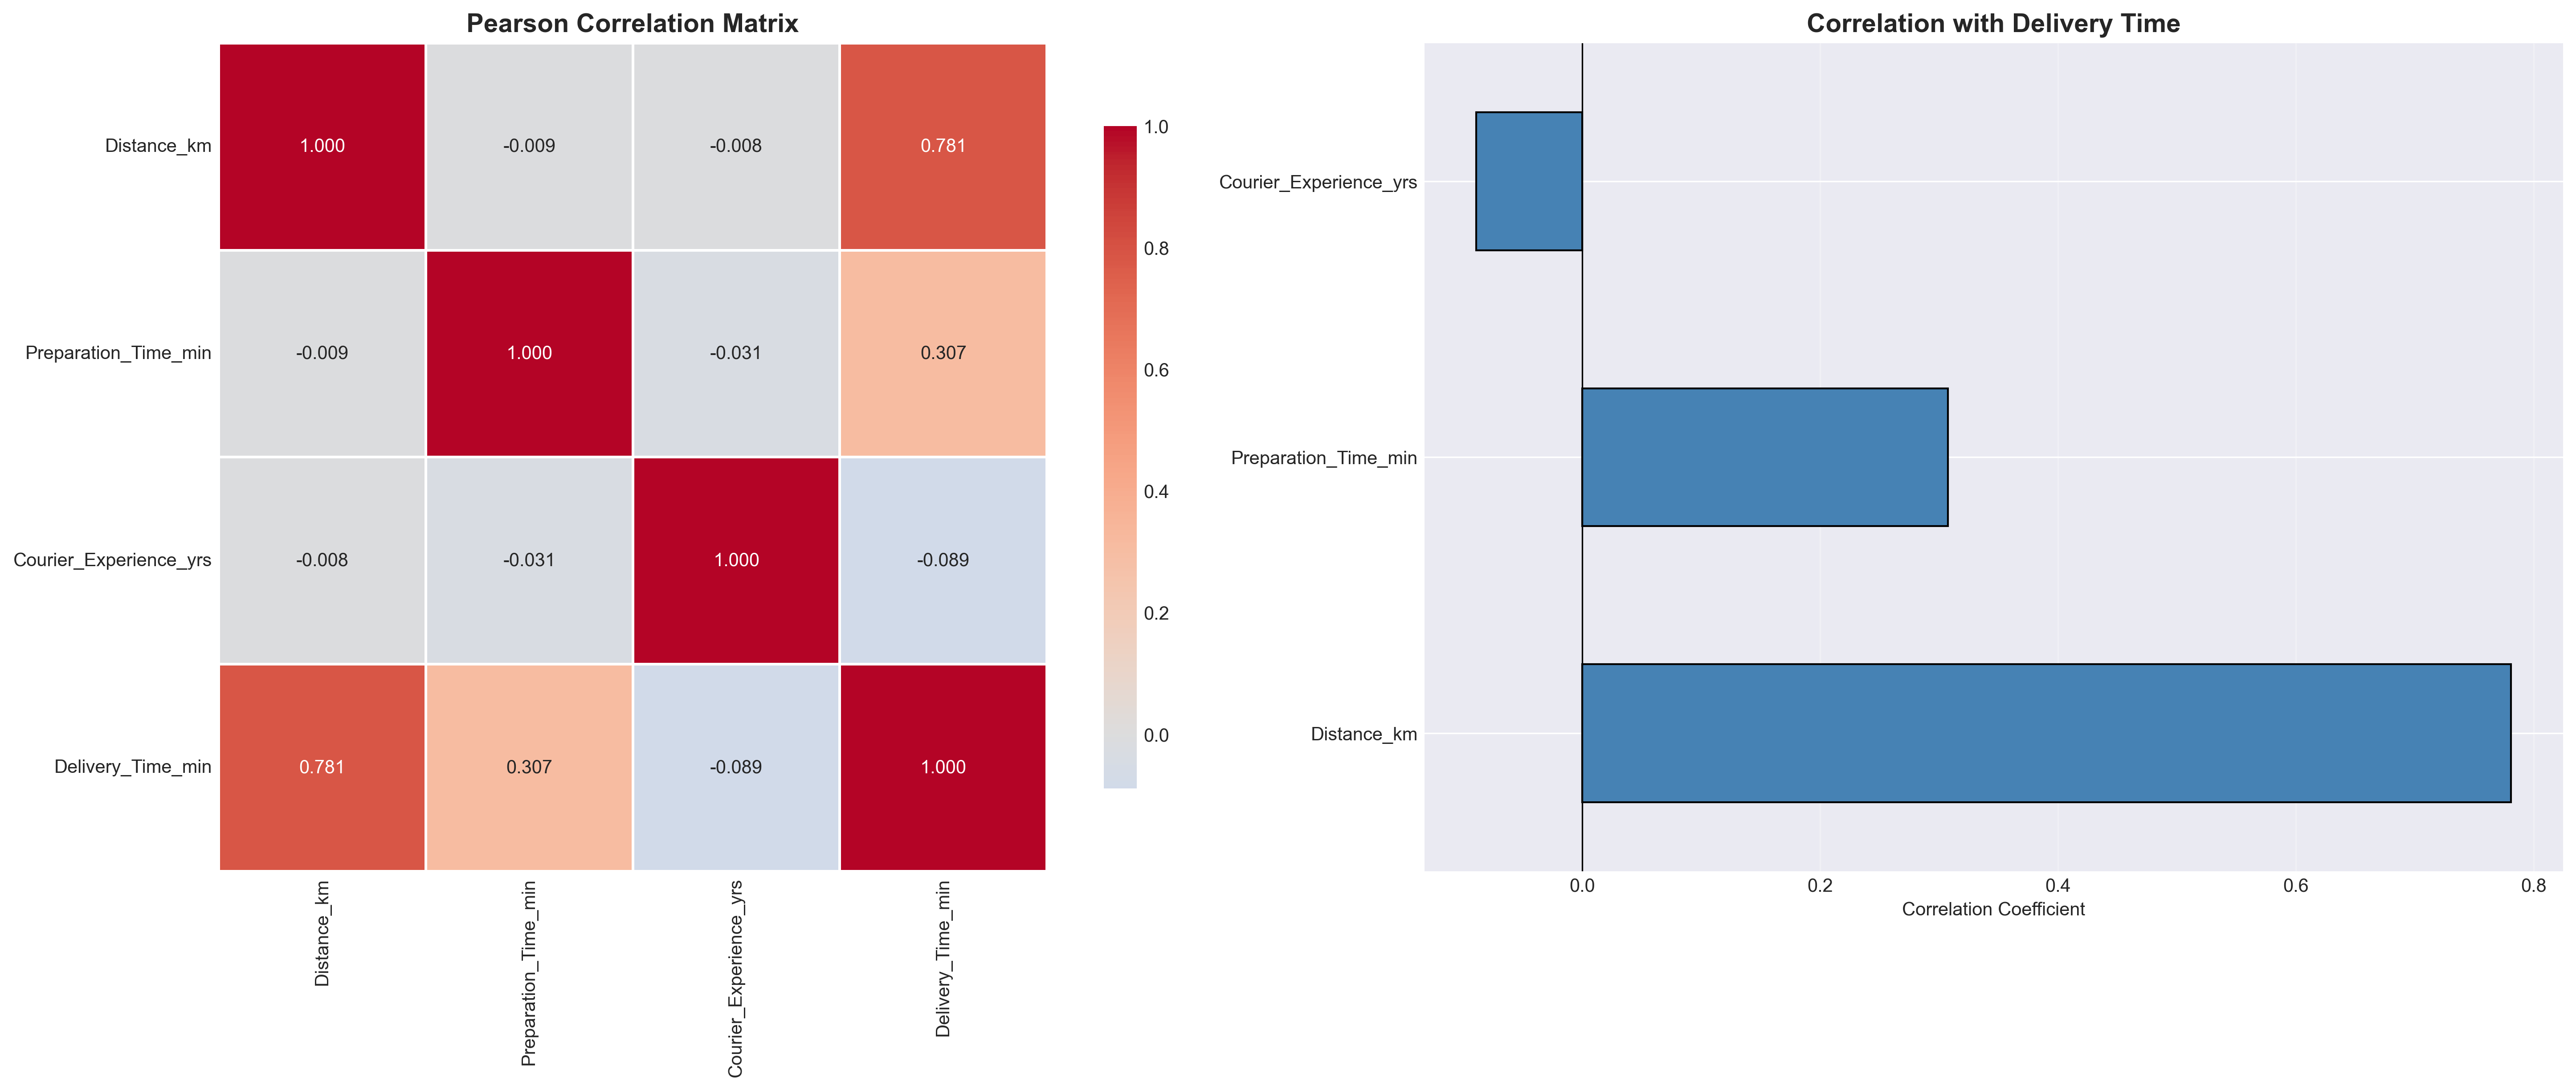 Pearson Correlation Matrix
Distance_km
1.000
-0.009
-0.008
0.781
Preparation_Time_min
-0.009
1.000
-0.031
0.307
Courier_Experience_yrs
-0.008
-0.031
1.000
-0.089
Delivery_Time_min
0.781
0.307
-0.089
1.000
Distance_km
Preparation_Time_min
Courier_Experience_yrs
Delivery_Time_min
1.0
0.8
0.6
0.4
0.2
0.0
Correlation with Delivery Time
Courier_Experience_yrs
Preparation_Time_min
Distance_km
0.0
0.2
0.4
0.6
0.8
Correlation Coefficient